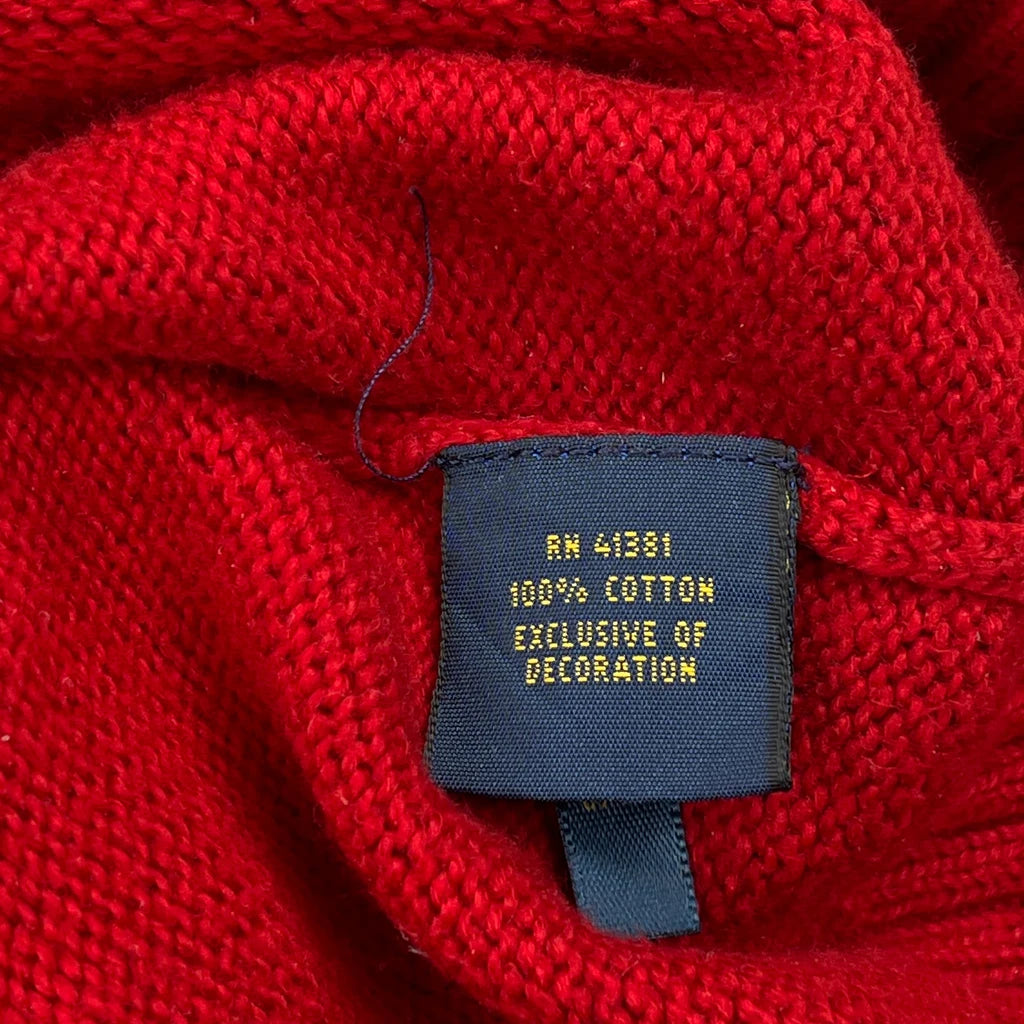 RN 41381
100% COTTON
EXCLUSIVE OF
DECORATION